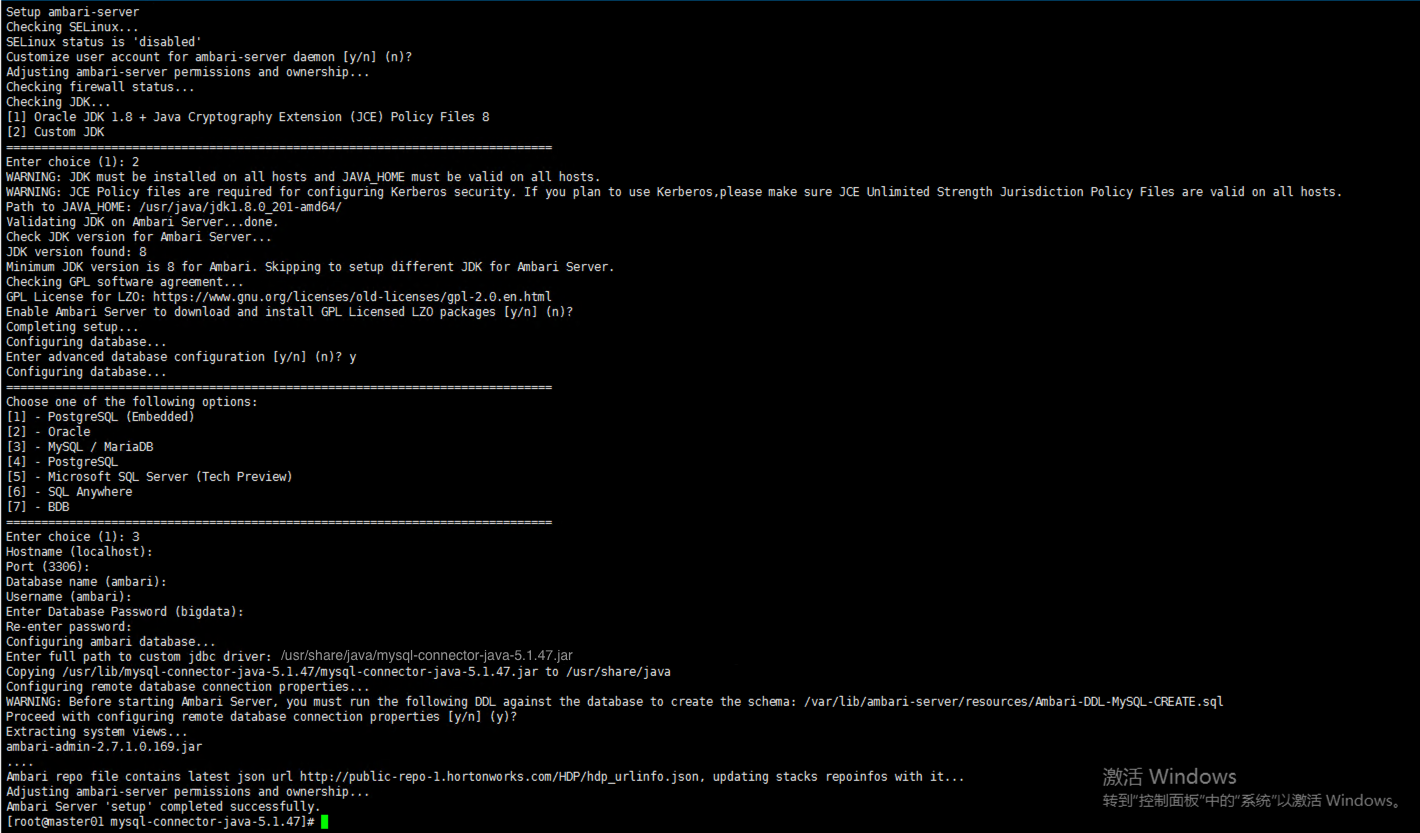 Setup ambari-server
Checking SELinux...
SELinux status is 'disabled'
Customize user account for ambari-server daemon [y/n] (n)?
Adjusting ambari-server permissions and ownership...
Checking firewall status...
Checking JDK...
[1] Oracle JDK 1.8 + Java Cryptography Extension (JCE) Policy Files 8
[2] Custom JDK
==============================================================================
Enter choice (1): 2
WARNING: JDK must be installed on all hosts and JAVA_HOME must be valid on all hosts.
WARNING: JCE Policy files are required for configuring Kerberos security. If you plan to use Kerberos,please make sure JCE Unlimited Strength Jurisdiction Policy Files are valid on all hosts.
Path to JAVA_HOME: /usr/java/jdk1.8.0_201-amd64/
Validating JDK on Ambari Server...done.
Check JDK version for Ambari Server...
JDK version found: 8
Minimum JDK version is 8 for Ambari. Skipping to setup different JDK for Ambari Server.
Checking GPL software agreement...
GPL License for LZO: https://www.gnu.org/licenses/old-licenses/gpl-2.0.en.html
Enable Ambari Server to download and install GPL Licensed LZO packages [y/n] (n)?
Completing setup...
Configuring database...
Enter advanced database configuration [y/n] (n)? y
Configuring database...
==============================================================================
Choose one of the following options:
[1] - PostgreSQL (Embedded)
[2] - Oracle
[3] - MySQL / MariaDB
[4] - PostgreSQL
[5] - Microsoft SQL Server (Tech Preview)
[6] - SQL Anywhere
[7] - BDB
==============================================================================
Enter choice (1): 3
Hostname (localhost):
Port (3306):
Database name (ambari):
Username (ambari):
Enter Database Password (bigdata):
Re-enter password:
Configuring ambari database...
Enter full path to custom jdbc driver: /usr/share/java/mysql-connector-java-5.1.47.jar
Copying /usr/lib/mysql-connector-java-5.1.47/mysql-connector-java-5.1.47.jar to /usr/share/java
Configuring remote database connection properties...
WARNING: Before starting Ambari Server, you must run the following DDL against the database to create the schema: /var/lib/ambari-server/resources/Ambari-DDL-MySQL-CREATE.sql
Proceed with configuring remote database connection properties [y/n] (y)?
Extracting system views...
ambari-admin-2.7.1.0.169.jar
....
Ambari repo file contains latest json url http://public-repo-1.hortonworks.com/HDP/hdp_urlinfo.json, updating stacks repoinfos with it...
Adjusting ambari-server permissions and ownership...
Ambari Server 'setup' completed successfully.
[root@master01 mysql-connector-java-5.1.47]#
激活 Windows
转到"控制面板"中的"系统"以激活 Windows。